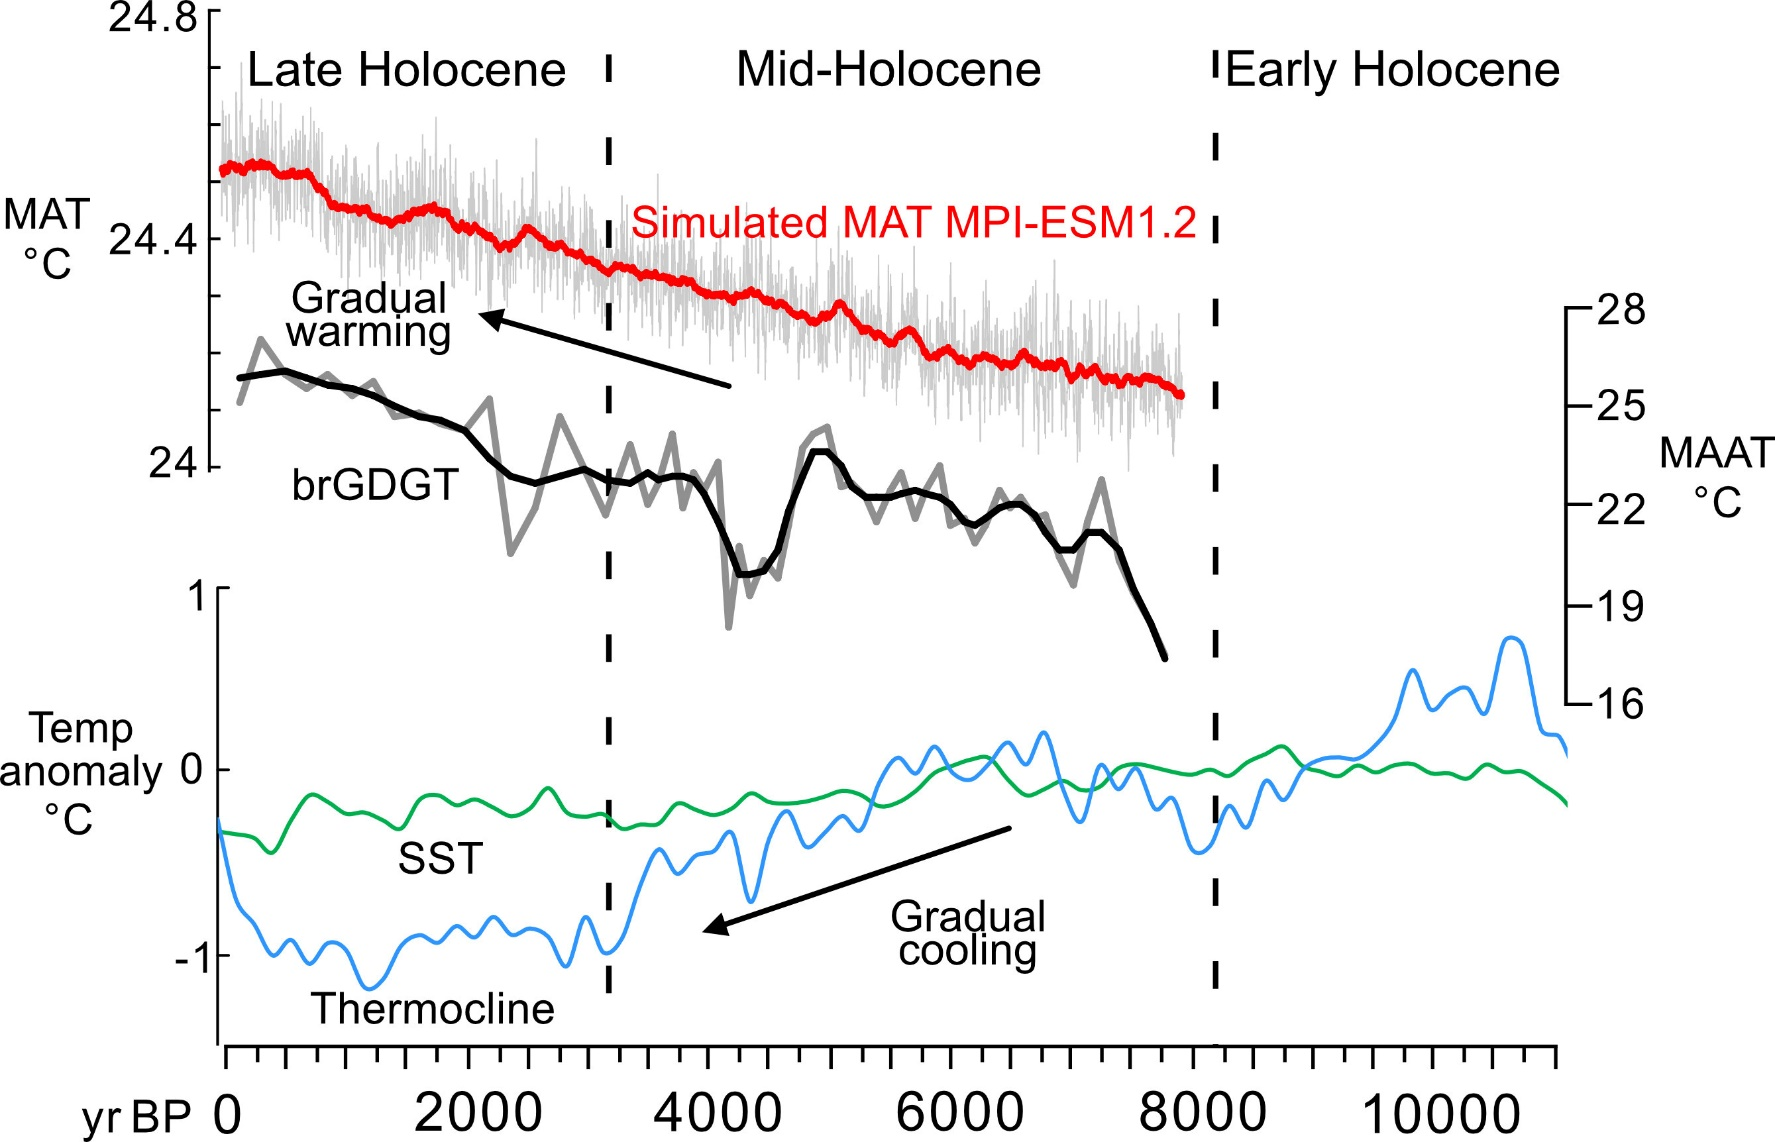 24.8
Late Holocene
Mid-Holocene
Early Holocene
MAT
°C
24.4
Simulated MAT MPI-ESM1.2
Gradual
warming
28
25
24
MAAT
°C
brGDGT
22
1
19
16
Temp
anomaly
°C
0
SST
Gradual
cooling
-1
Thermocline
yr BP 0 2000 4000 6000 8000 10000